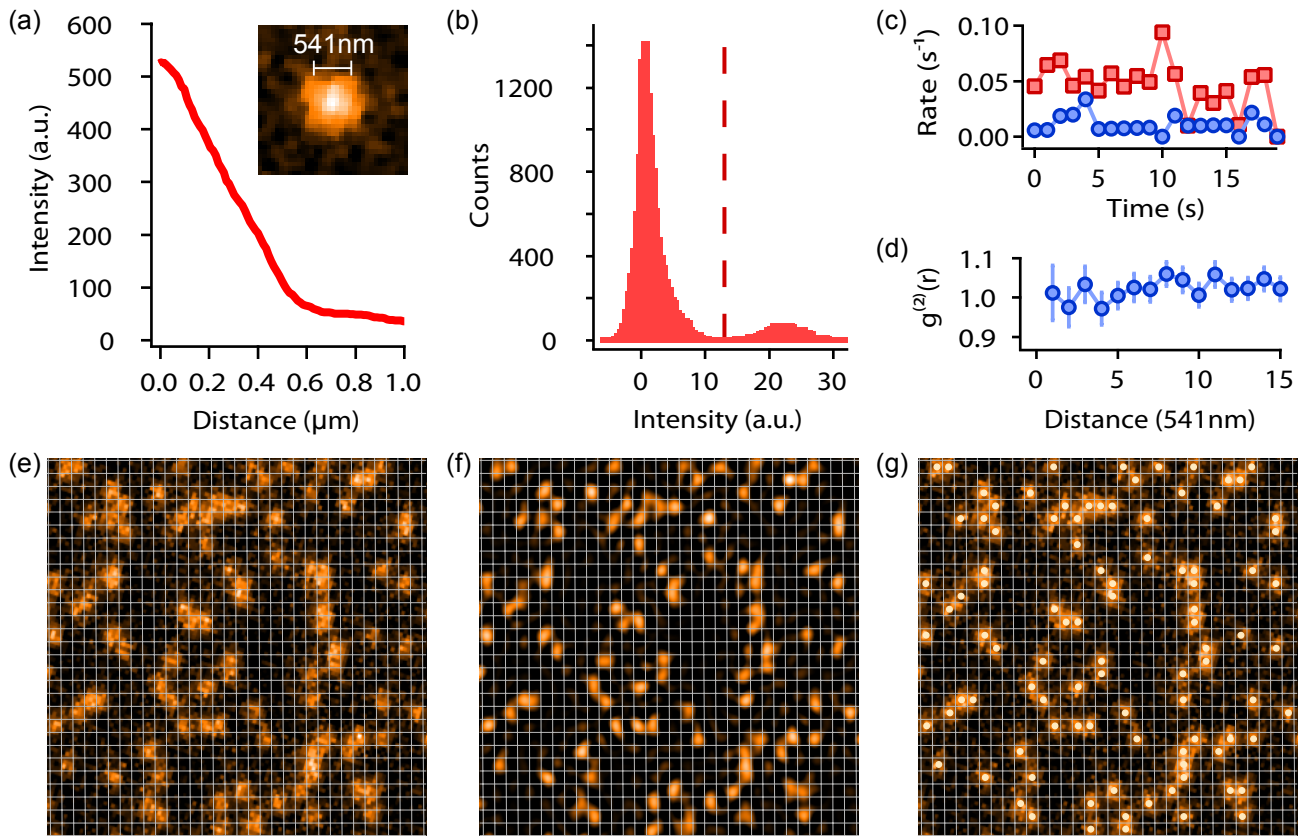 (a)
600
500
400
300
200
100
0
Intensity (a.u.)
541nm
0.0 0.2 0.4 0.6 0.8 1.0
Distance (µm)
(b)
1200
800
400
0
Counts
0 10 20 30
Intensity (a.u.)
(c)
0.10
0.05
0.00
Rate (s⁻¹)
0 5 10 15
Time (s)
(d)
1.1
1.0
0.9
g⁽²⁾(r)
0 5 10 15
Distance (541nm)
(e)
(f)
(g)